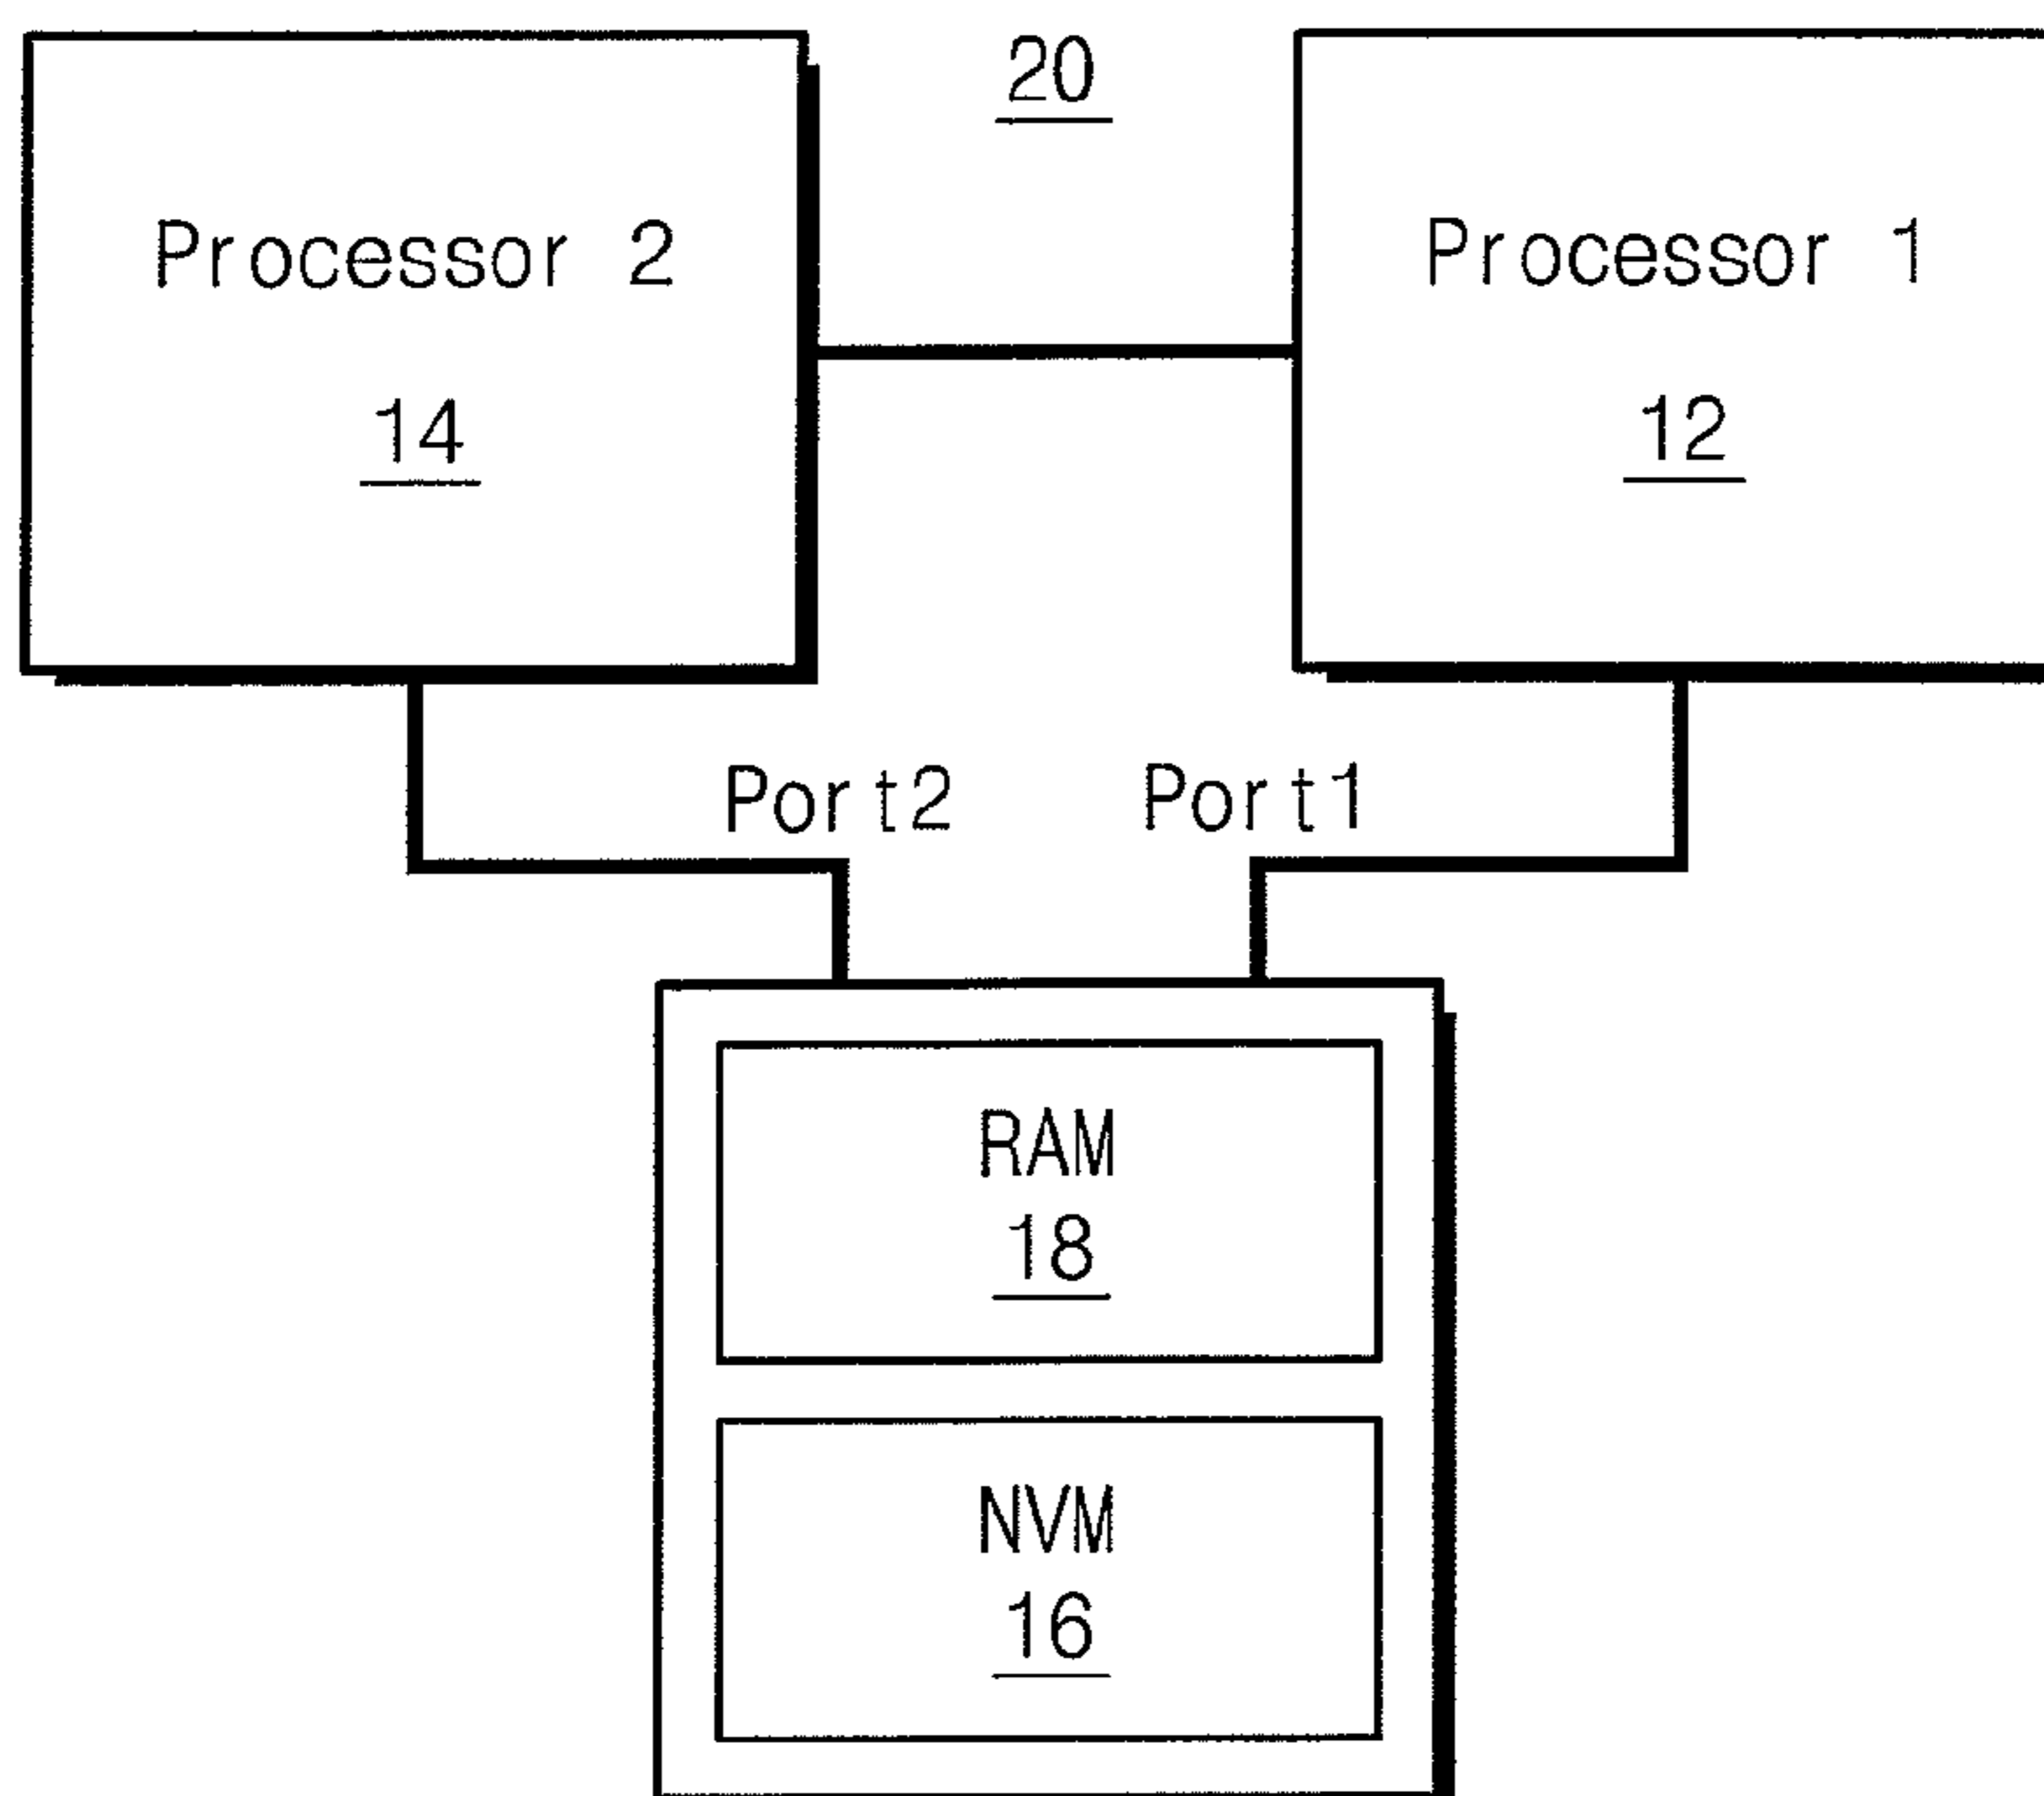 20
Processor 2
14
Processor 1
12
Port2
Port1
RAM
18
NVM
16